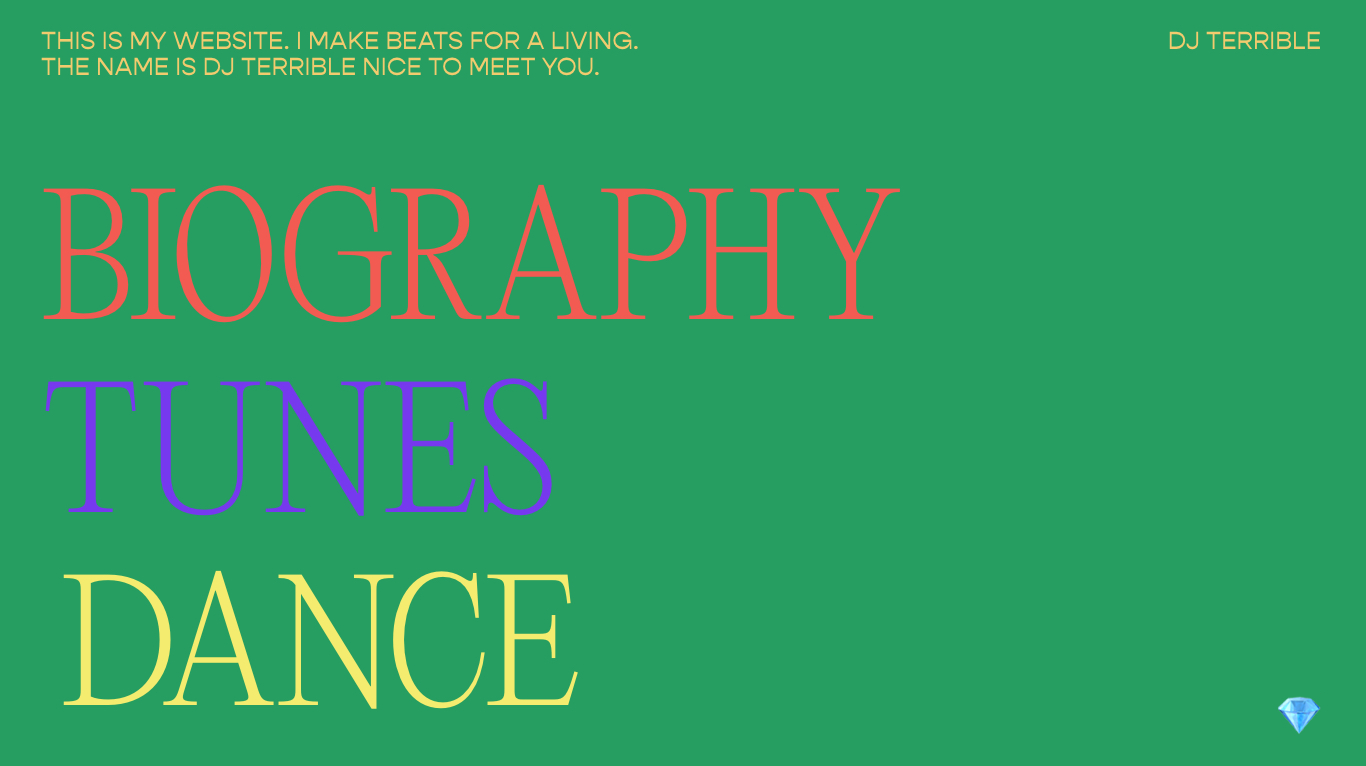 THIS IS MY WEBSITE. I MAKE BEATS FOR A LIVING.
THE NAME IS DJ TERRIBLE NICE TO MEET YOU.
DJ TERRIBLE
BIOGRAPHY
TUNES
DANCE